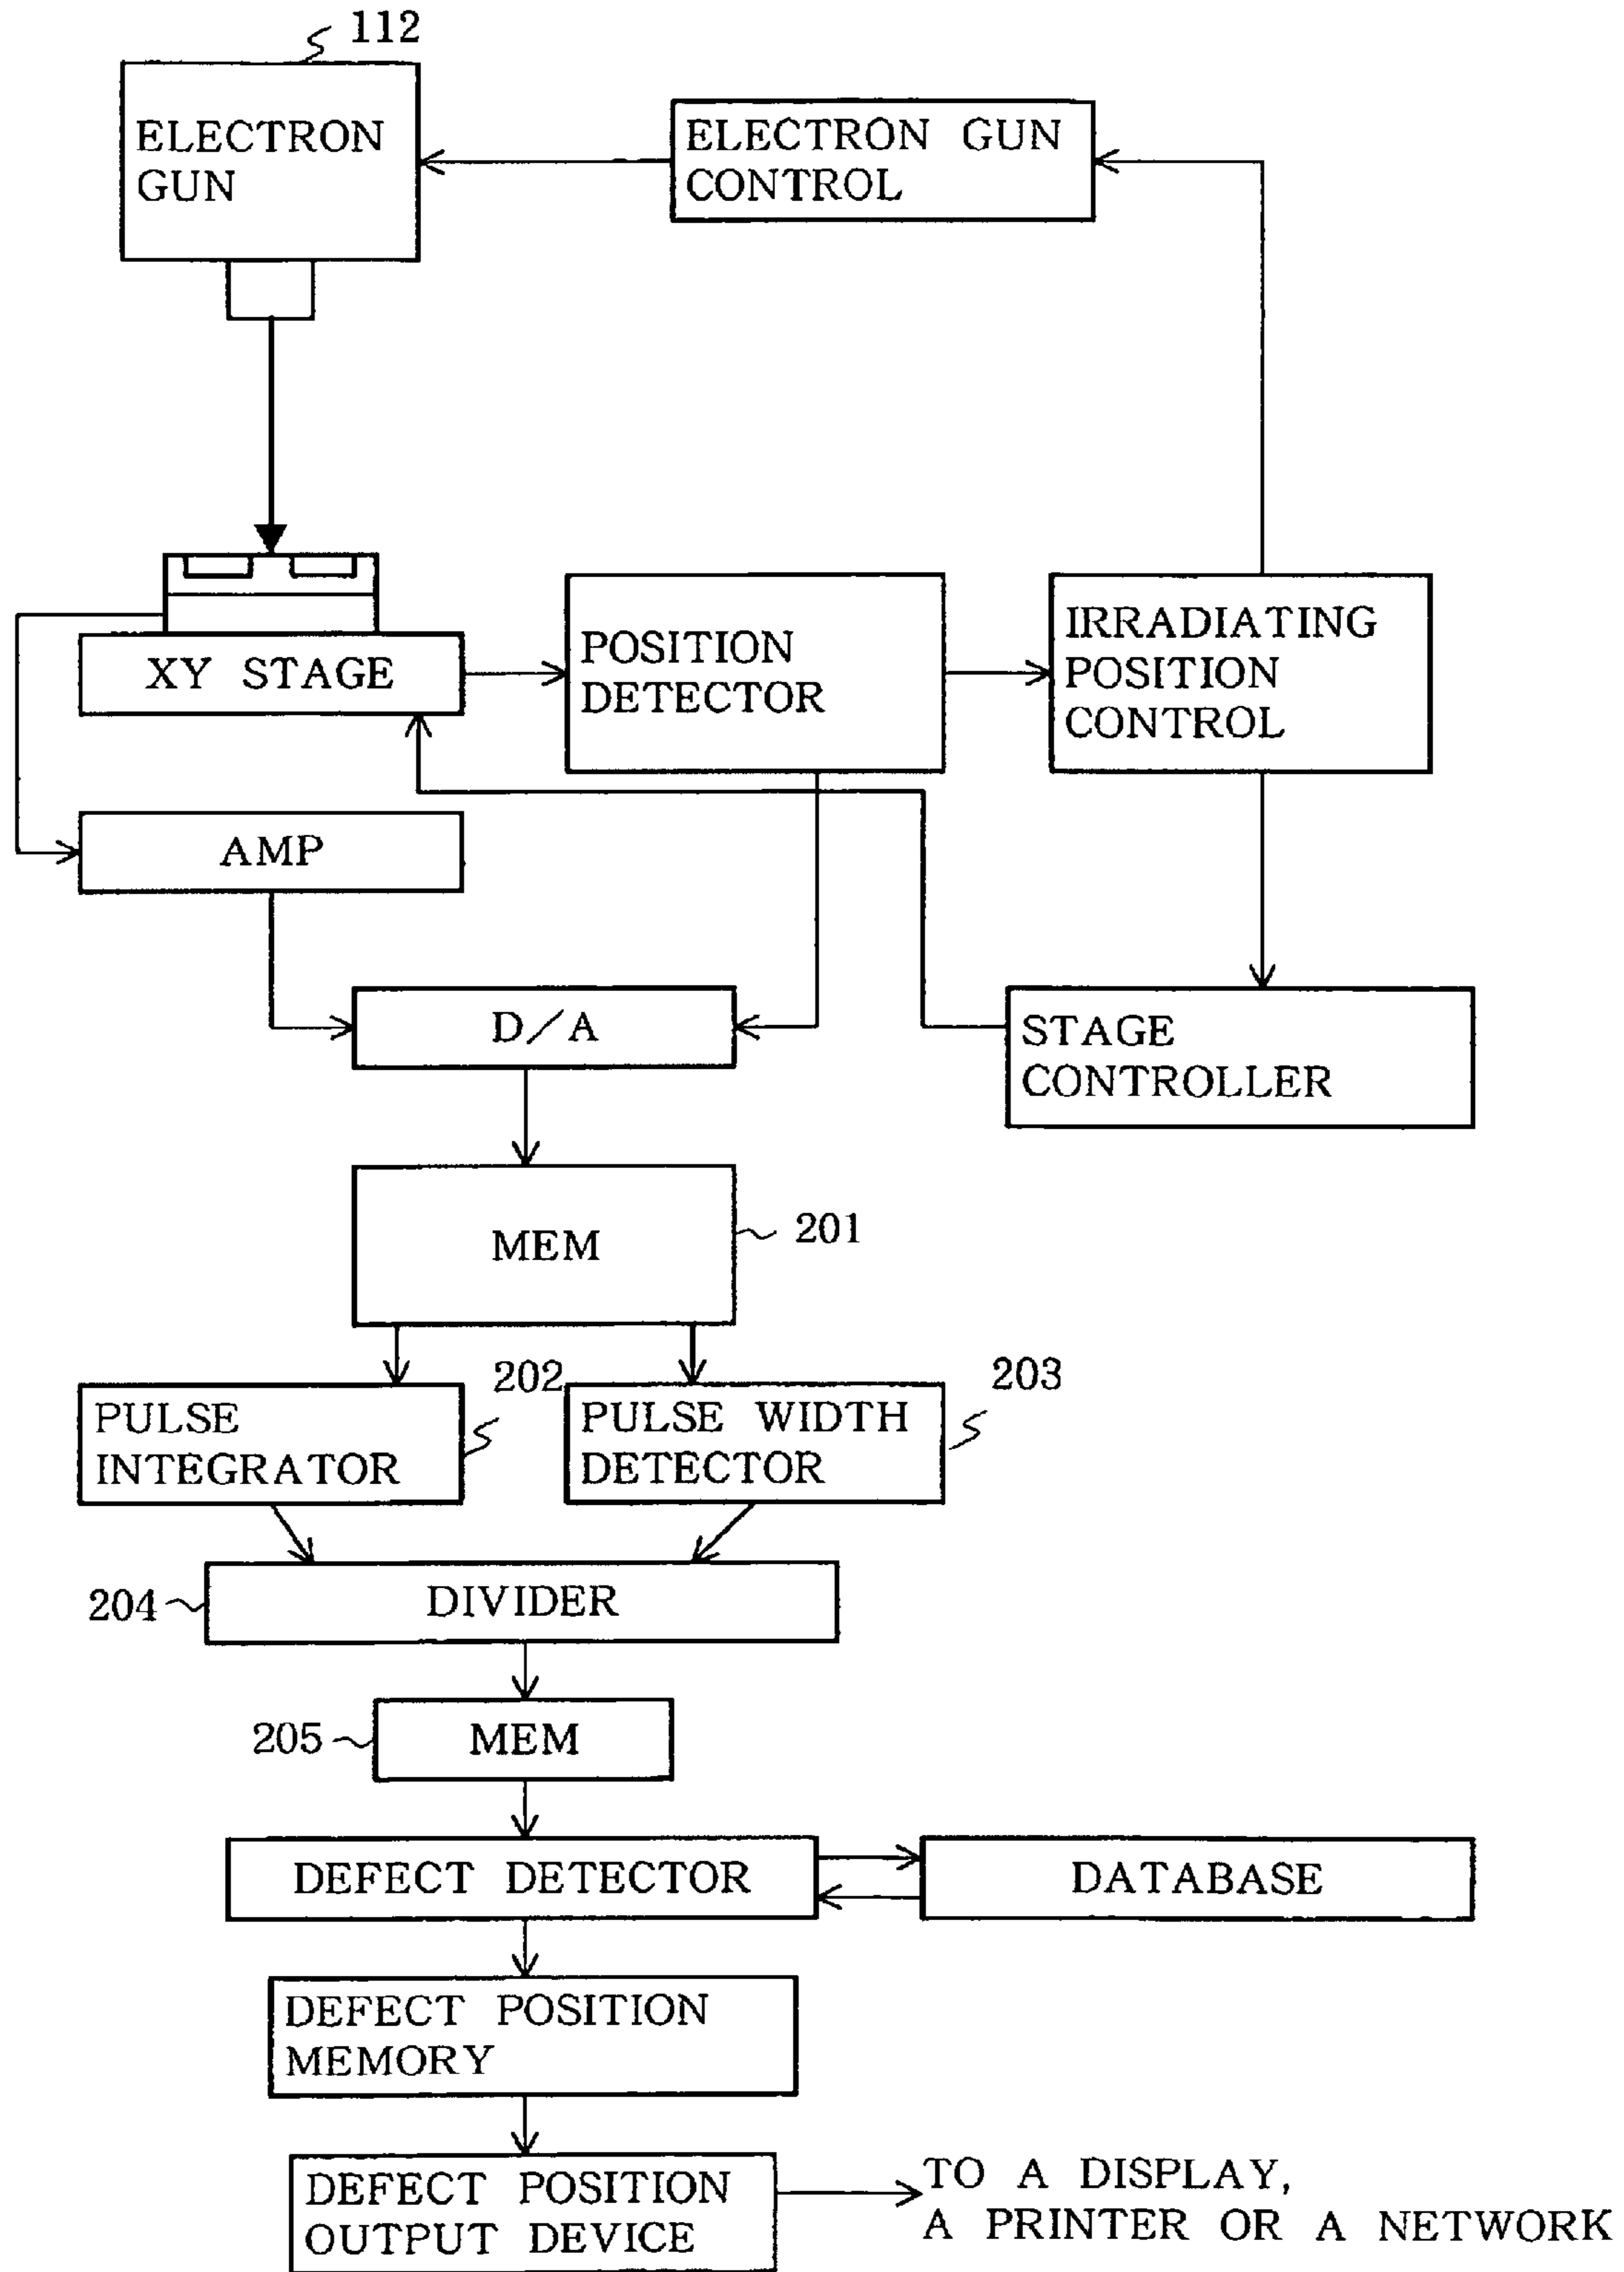 112
ELECTRON
GUN
ELECTRON GUN
CONTROL
XY STAGE
POSITION
DETECTOR
IRRADIATING
POSITION
CONTROL
AMP
D/A
STAGE
CONTROLLER
MEM
201
PULSE
INTEGRATOR
202
PULSE WIDTH
DETECTOR
203
204
DIVIDER
205
MEM
DEFECT DETECTOR
DATABASE
DEFECT POSITION
MEMORY
DEFECT POSITION
OUTPUT DEVICE
TO A DISPLAY,
A PRINTER OR A NETWORK